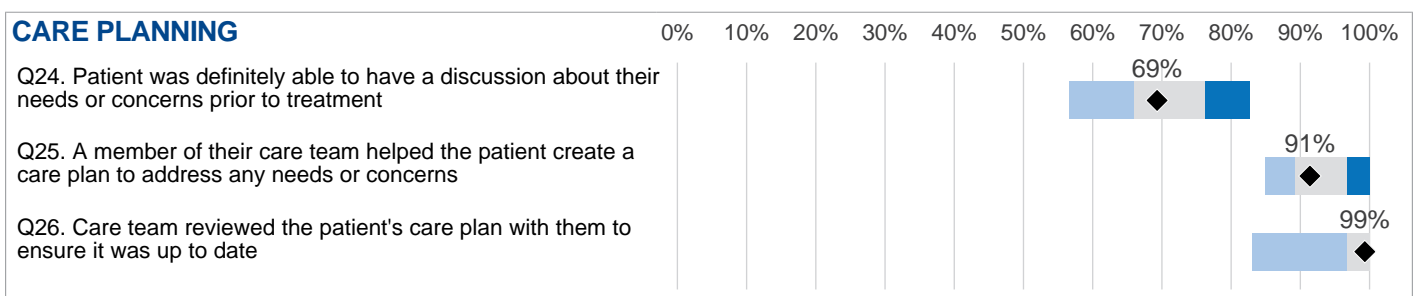 CARE PLANNING
0% 10% 20% 30% 40% 50% 60% 70% 80% 90% 100%
Q24. Patient was definitely able to have a discussion about their
needs or concerns prior to treatment
69%
Q25. A member of their care team helped the patient create a
care plan to address any needs or concerns
91%
Q26. Care team reviewed the patient's care plan with them to
ensure it was up to date
99%